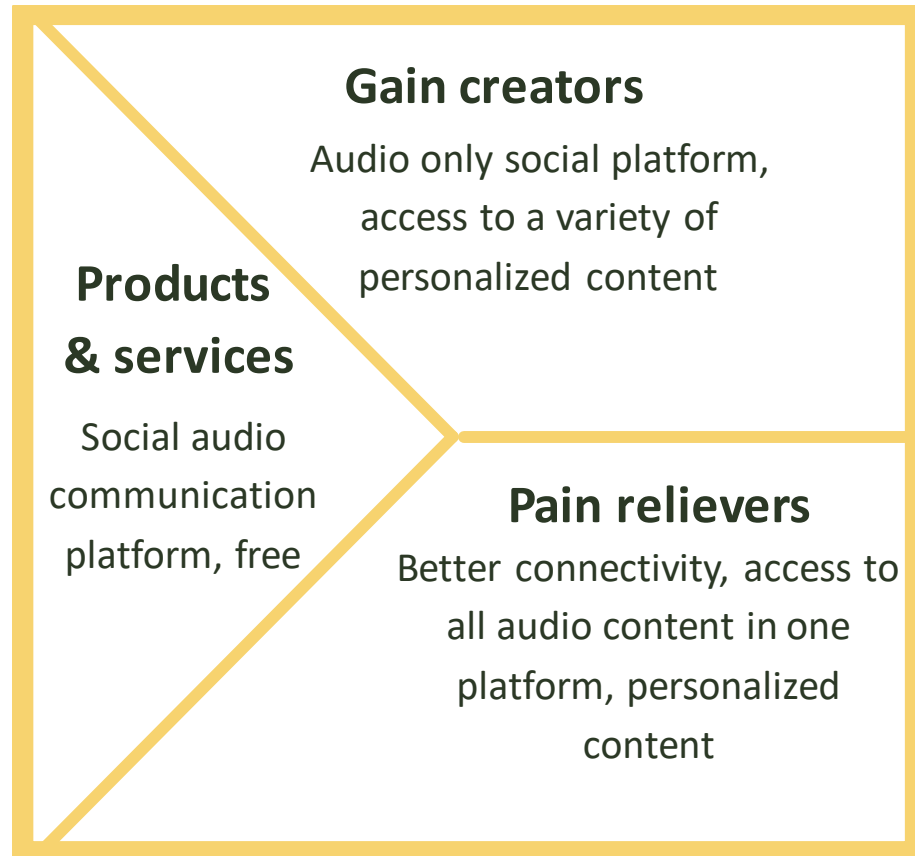 Gain creators
Audio only social platform,
access to a variety of
personalized content
Products
& services
Social audio
communication
platform, free
Pain relievers
Better connectivity, access to
all audio content in one
platform, personalized
content